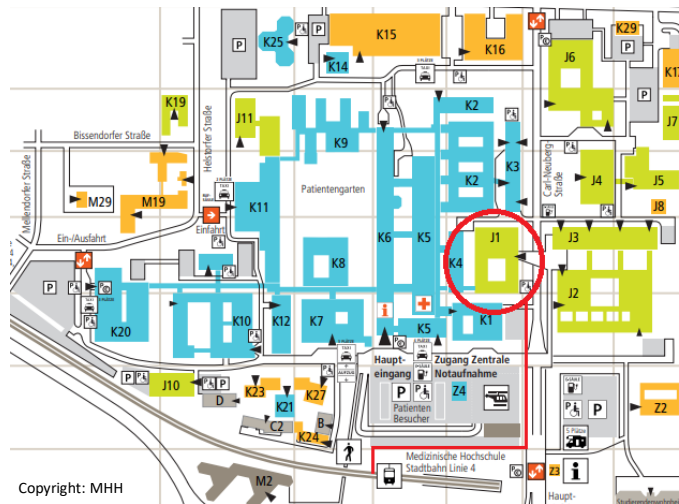 K25
P
K15
K16
K29
K14
J6
P
K17
K19
J11
K2
J7
Bissendorfer Straße
Helstorfer Straße
K9
K3
Mellendorfer Straße
Patientengarten
K2
Carl-Neuberg-
Straße
J4
J5
M29
M19
K11
K6
K5
J8
Ein-/Ausfahrt
Einfahrt
K8
K4
J1
J3
P
K20
K10
K12
K7
i
K5
K1
J2
Haupt-
eingang
Zugang Zentrale
Notaufnahme
J10
K23
K27
D
K21
P
Patienten
Besucher
Z4
P
Z2
C2
B
K24
5 Plätze
Medizinische Hochschule
Stadtbahn Linie 4
Z3
i
M2
Haupt-
Copyright: MHH